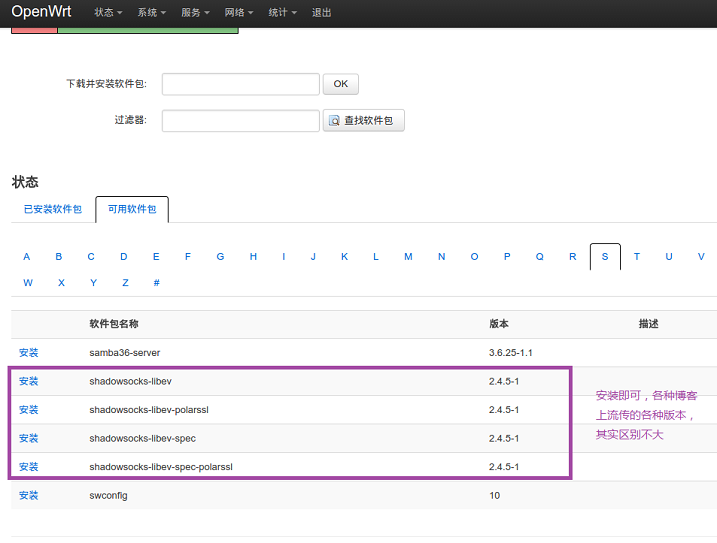 OpenWrt 状态 系统 服务 网络 统计 退出
下载并安装软件包: OK
过滤器: 查找软件包
状态
已安装软件包 可用软件包
A B C D E F G H I J K L M N O P Q R S T U V
W X Y Z #
软件包名称 版本 描述
安装 samba36-server 3.6.25-1.1
安装 shadowsocks-libev 2.4.5-1
安装 shadowsocks-libev-polarssl 2.4.5-1
安装 shadowsocks-libev-spec 2.4.5-1
安装 shadowsocks-libev-spec-polarssl 2.4.5-1
安装 swconfig 10
安装即可，各种博客
上流传的各种版本，
其实区别不大